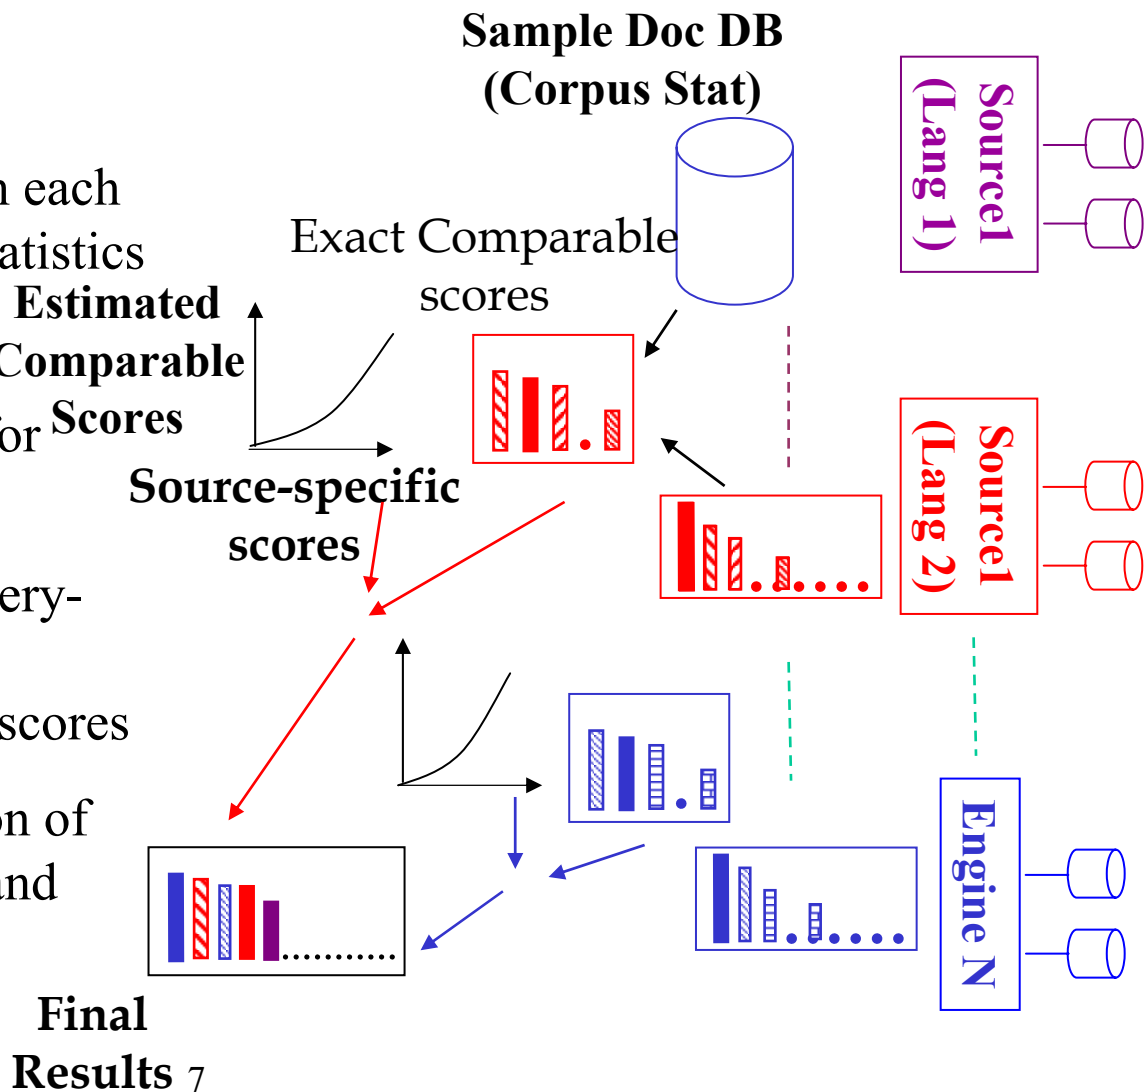 Sample Doc DB
(Corpus Stat)
Source1
(Lang 1)
n each
atistics
Exact Comparable
scores
Estimated
Comparable
Scores
for
Source-specific
scores
Source1
(Lang 2)
ery-
scores
on of
and
Engine N
Final
Results 7